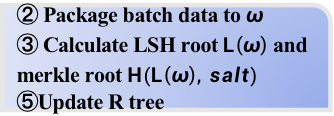 ② Package batch data to ω
③ Calculate LSH root L(ω) and
merkle root H(L(ω), salt)
⑤Update R tree